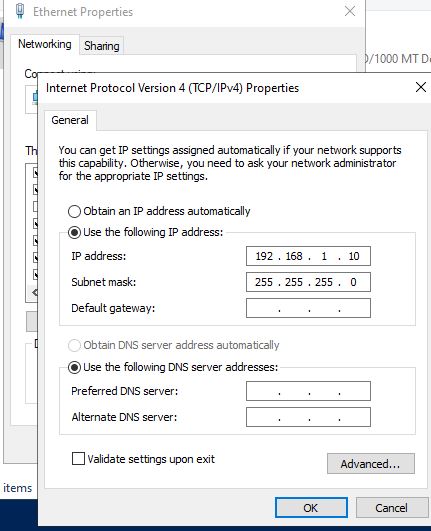 Ethernet Properties
Networking
Sharing
/1000 MT De
Internet Protocol Version 4 (TCP/IPv4) Properties
General
You can get IP settings assigned automatically if your network supports
this capability. Otherwise, you need to ask your network administrator
for the appropriate IP settings.
Obtain an IP address automatically
Use the following IP address:
IP address: 192 . 168 . 1 . 10
Subnet mask: 255 . 255 . 255 . 0
Default gateway: . . .
Obtain DNS server address automatically
Use the following DNS server addresses:
Preferred DNS server: . . .
Alternate DNS server: . . .
Validate settings upon exit
Advanced...
items
OK Cancel